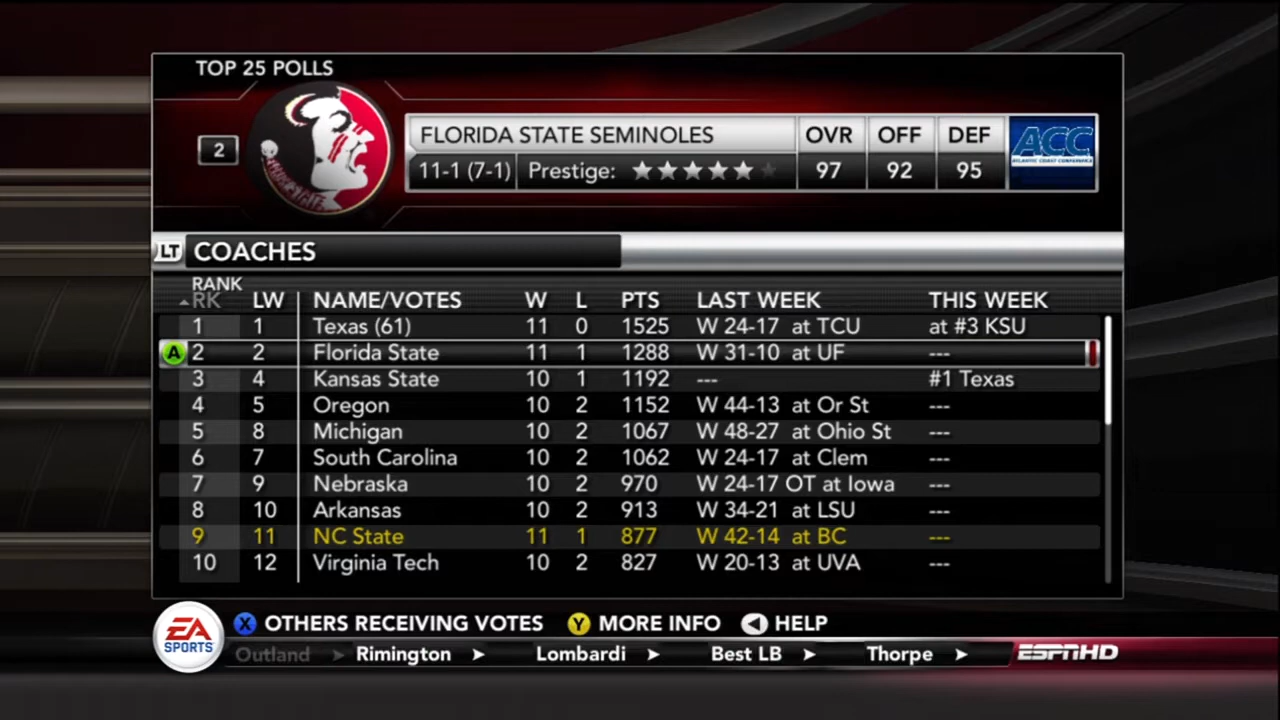 TOP 25 POLLS
2
FLORIDA STATE SEMINOLES OVR OFF DEF
11-1 (7-1) Prestige: 97 92 95
ACC
ATLANTIC COAST CONFERENCE
LT COACHES
RANK
RK LW NAME/VOTES W L PTS LAST WEEK THIS WEEK
1 1 Texas (61) 11 0 1525 W 24-17 at TCU at #3 KSU
A 2 2 Florida State 11 1 1288 W 31-10 at UF ---
3 4 Kansas State 10 1 1192 --- #1 Texas
4 5 Oregon 10 2 1152 W 44-13 at Or St ---
5 8 Michigan 10 2 1067 W 48-27 at Ohio St ---
6 7 South Carolina 10 2 1062 W 24-17 at Clem ---
7 9 Nebraska 10 2 970 W 24-17 OT at Iowa ---
8 10 Arkansas 10 2 913 W 34-21 at LSU ---
9 11 NC State 11 1 877 W 42-14 at BC ---
10 12 Virginia Tech 10 2 827 W 20-13 at UVA ---
X OTHERS RECEIVING VOTES Y MORE INFO HELP
EA
SPORTS
Outland Rimington Lombardi Best LB Thorpe ESPNHD